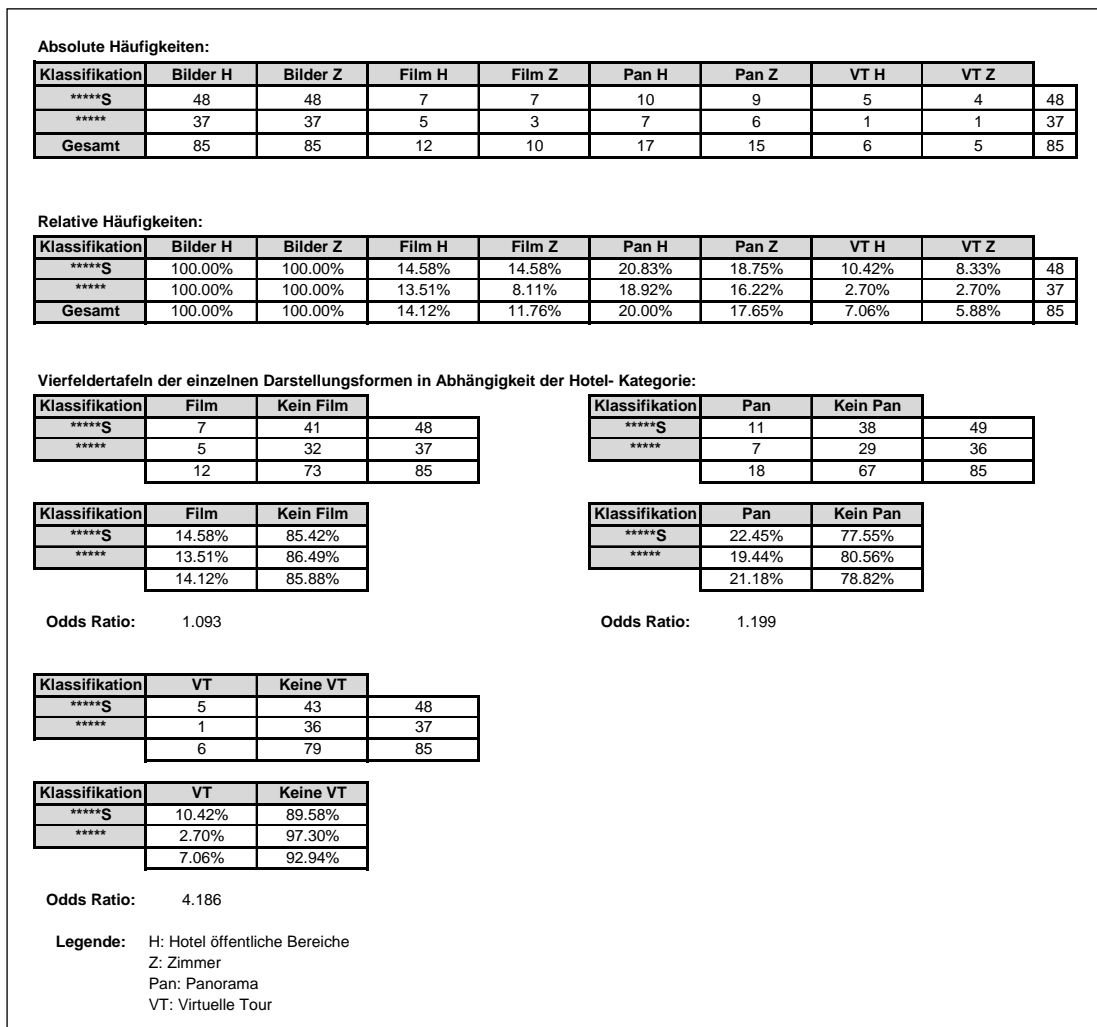 Absolute Häufigkeiten:
Klassifikation Bilder H Bilder Z Film H Film Z Pan H Pan Z VT H VT Z
*****S 48 48 7 7 10 9 5 4 48
***** 37 37 5 3 7 6 1 1 37
Gesamt 85 85 12 10 17 15 6 5 85
Relative Häufigkeiten:
Klassifikation Bilder H Bilder Z Film H Film Z Pan H Pan Z VT H VT Z
*****S 100.00% 100.00% 14.58% 14.58% 20.83% 18.75% 10.42% 8.33% 48
***** 100.00% 100.00% 13.51% 8.11% 18.92% 16.22% 2.70% 2.70% 37
Gesamt 100.00% 100.00% 14.12% 11.76% 20.00% 17.65% 7.06% 5.88% 85
Vierfeldertafeln der einzelnen Darstellungsformen in Abhängigkeit der Hotel- Kategorie:
Klassifikation Film Kein Film
*****S 7 41 48
***** 5 32 37
12 73 85
Klassifikation Film Kein Film
*****S 14.58% 85.42%
***** 13.51% 86.49%
14.12% 85.88%
Odds Ratio: 1.093
Klassifikation Pan Kein Pan
*****S 11 38 49
***** 7 29 36
18 67 85
Klassifikation Pan Kein Pan
*****S 22.45% 77.55%
***** 19.44% 80.56%
21.18% 78.82%
Odds Ratio: 1.199
Klassifikation VT Keine VT
*****S 5 43 48
***** 1 36 37
6 79 85
Klassifikation VT Keine VT
*****S 10.42% 89.58%
***** 2.70% 97.30%
7.06% 92.94%
Odds Ratio: 4.186
Legende: H: Hotel öffentliche Bereiche
Z: Zimmer
Pan: Panorama
VT: Virtuelle Tour